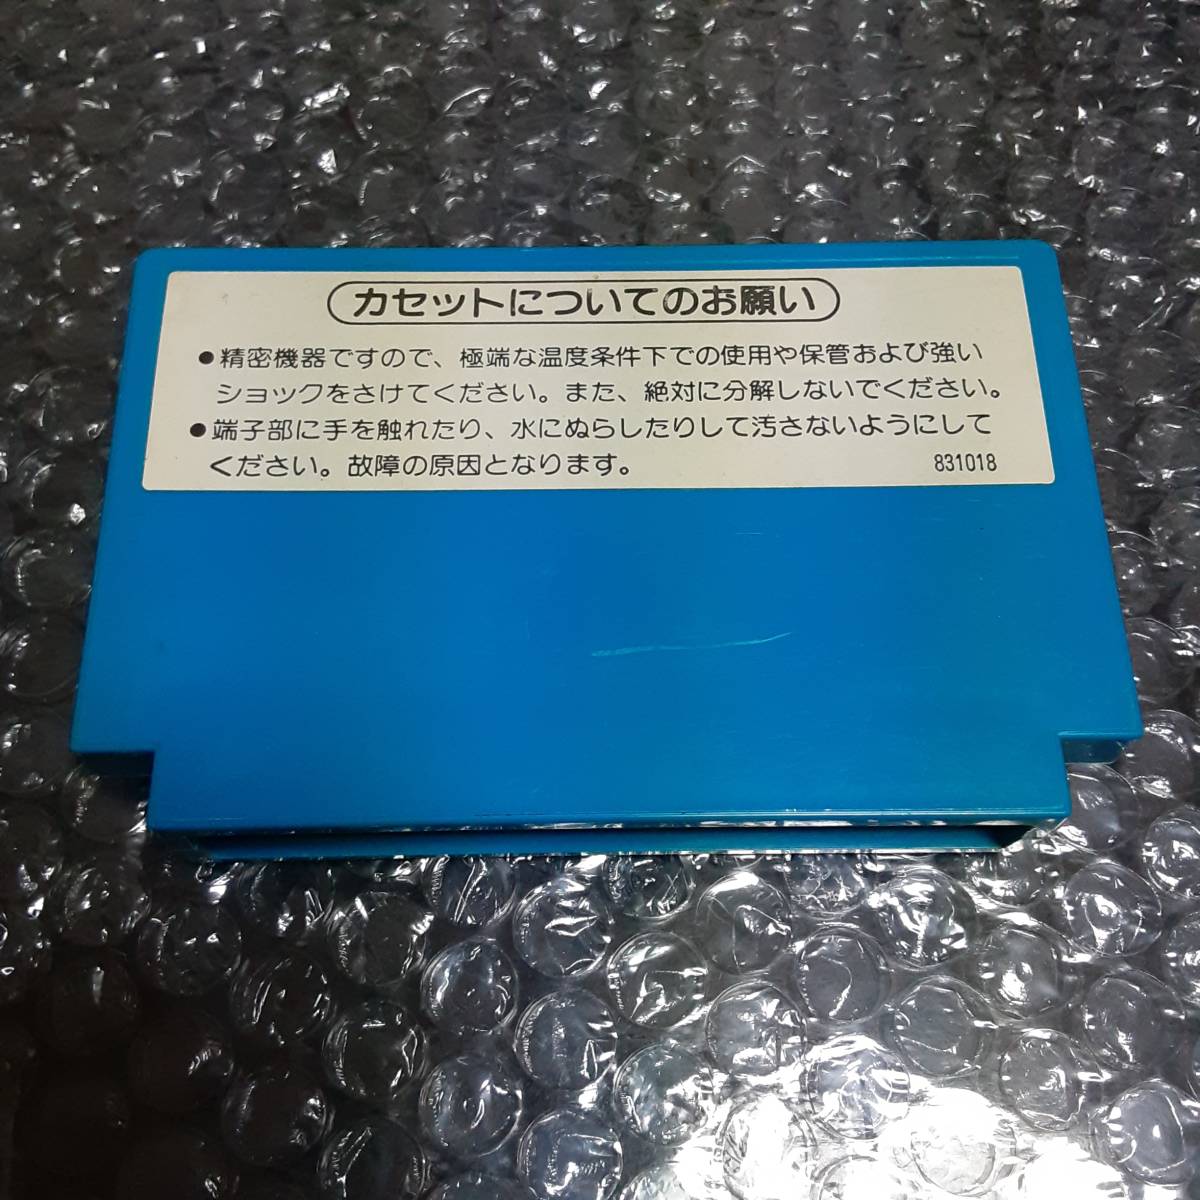 カセットについてのお願い
●精密機器ですので、極端な温度条件下での使用や保管および強い
ショックをさけてください。また、絶対に分解しないでください。
●端子部に手を触れたり、水にぬらしたりして汚さないようにして
ください。故障の原因となります。 831018